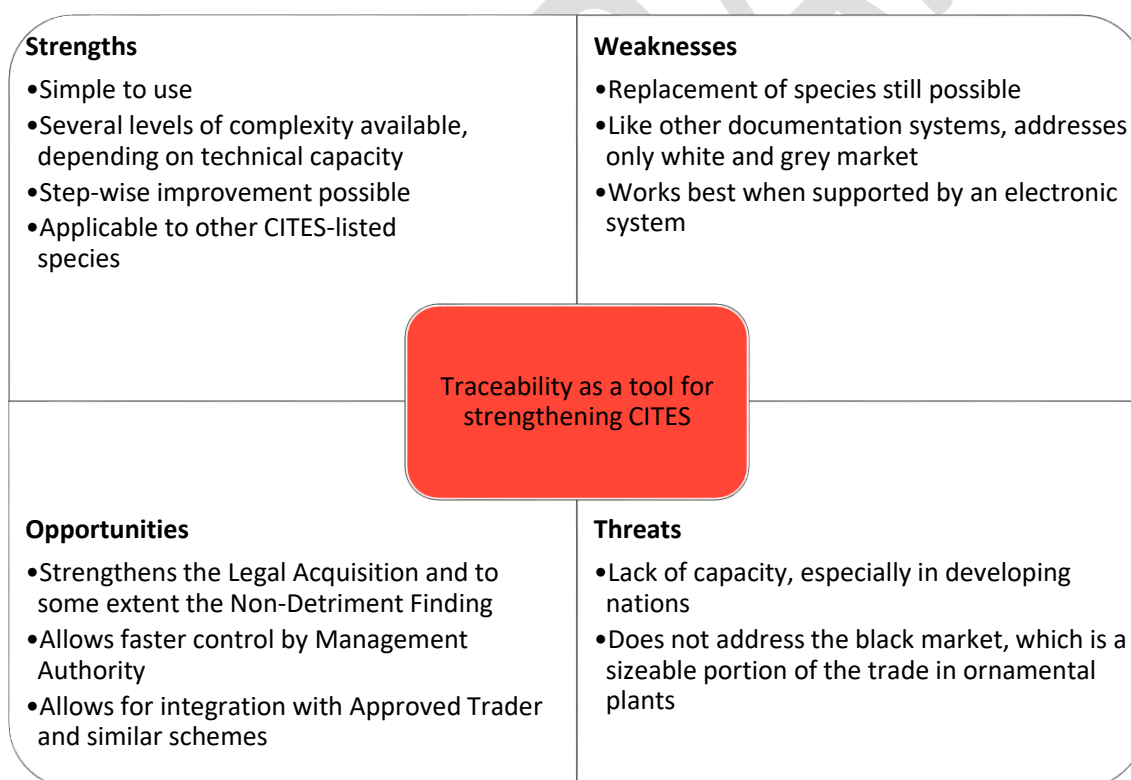 Strengths
•Simple to use
•Several levels of complexity available,
depending on technical capacity
•Step-wise improvement possible
•Applicable to other CITES-listed
species
Weaknesses
•Replacement of species still possible
•Like other documentation systems, addresses
only white and grey market
•Works best when supported by an electronic
system
Traceability as a tool for
strengthening CITES
Opportunities
•Strengthens the Legal Acquisition and to
some extent the Non-Detriment Finding
•Allows faster control by Management
Authority
•Allows for integration with Approved Trader
and similar schemes
Threats
•Lack of capacity, especially in developing
nations
•Does not address the black market, which is a
sizeable portion of the trade in ornamental
plants